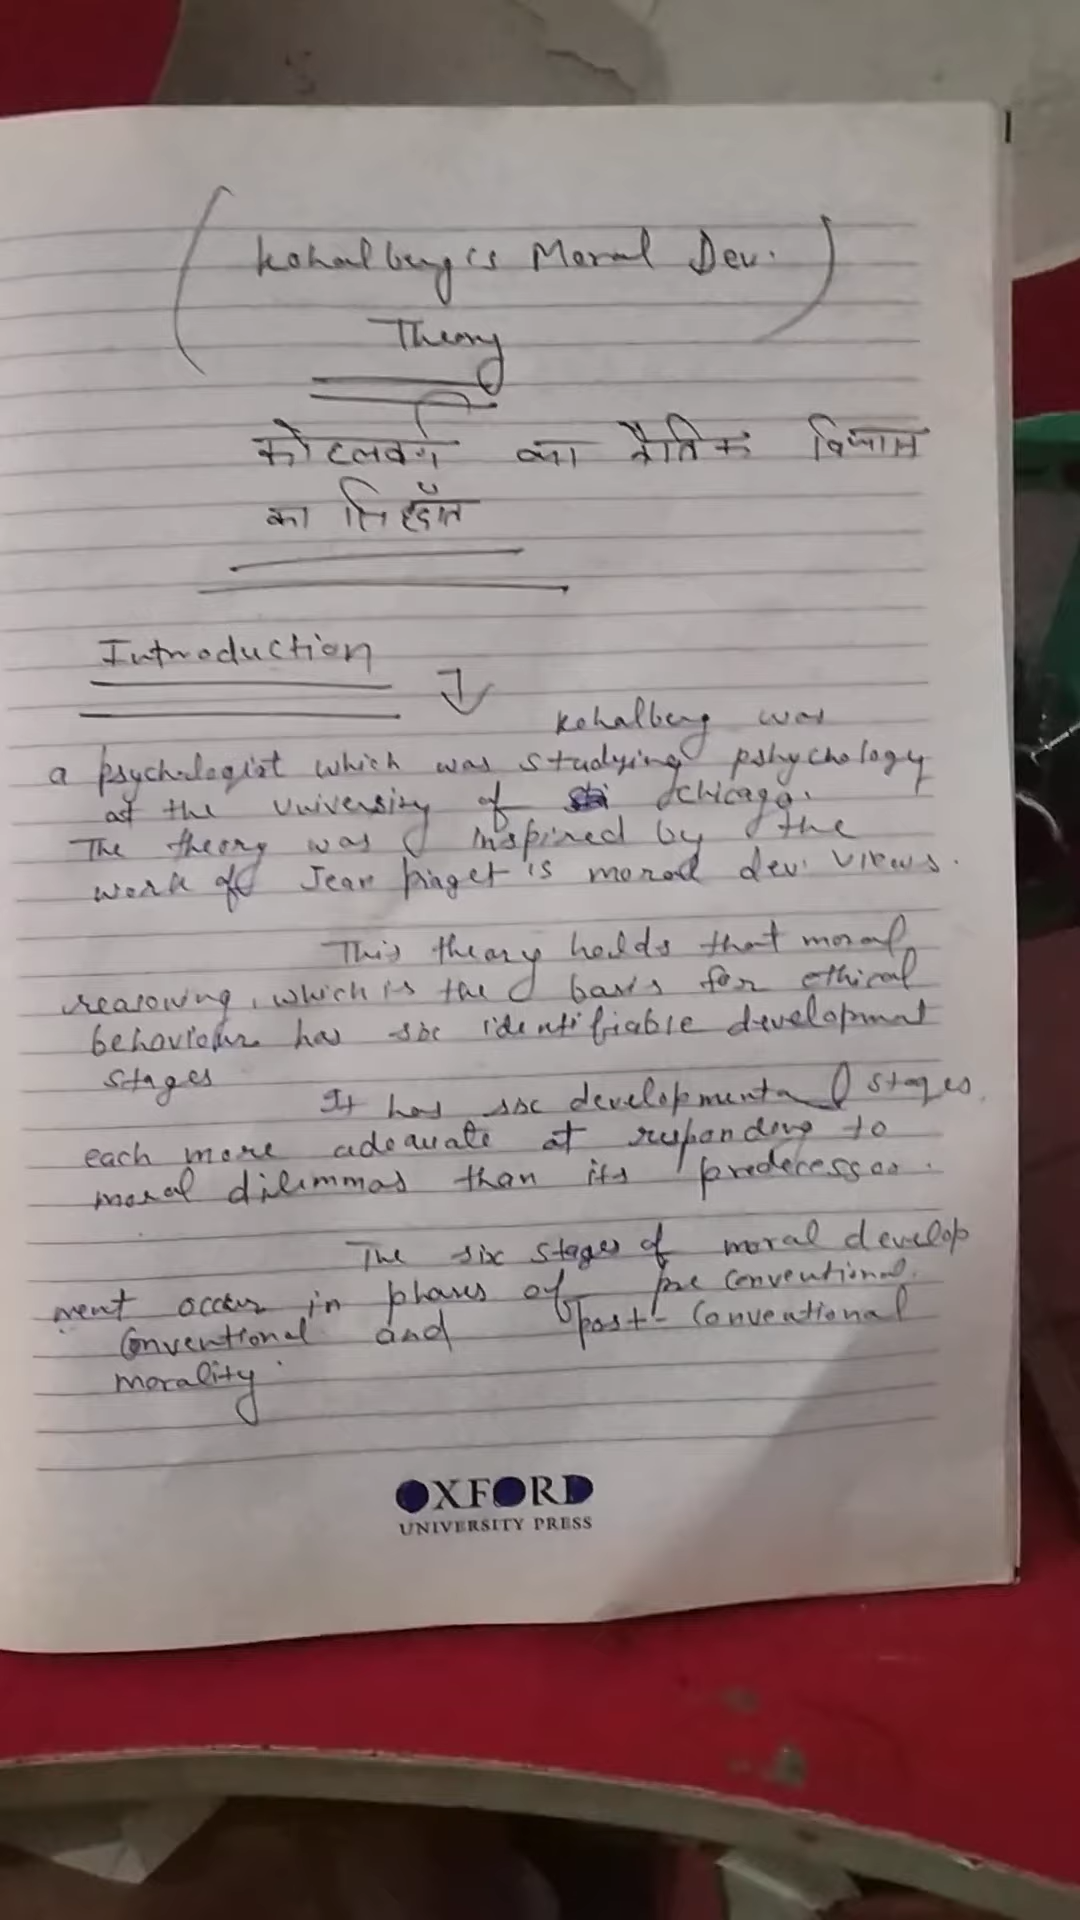 (Kohalberg's Moral Dev.)
Theory
कोहलबर्ग का नैतिक विकास
का सिद्धाँत
Introduction
Kohalberg was
a psychologist which was studying pshychology
at the university of chicago.
The theory was inspired by the
work of Jean piaget's moral dev. views.
This theory holds that moral
reasoning, which is the basis for ethical
behaviour has six identifiable development
stages
It has six developmental stages,
each more adequate at responding to
moral dilimmas than its predecessor.
The six stages of moral develop
ment occur in phases of pre conventional.
Conventional and post-Conventional
morality.
OXFORD
UNIVERSITY PRESS